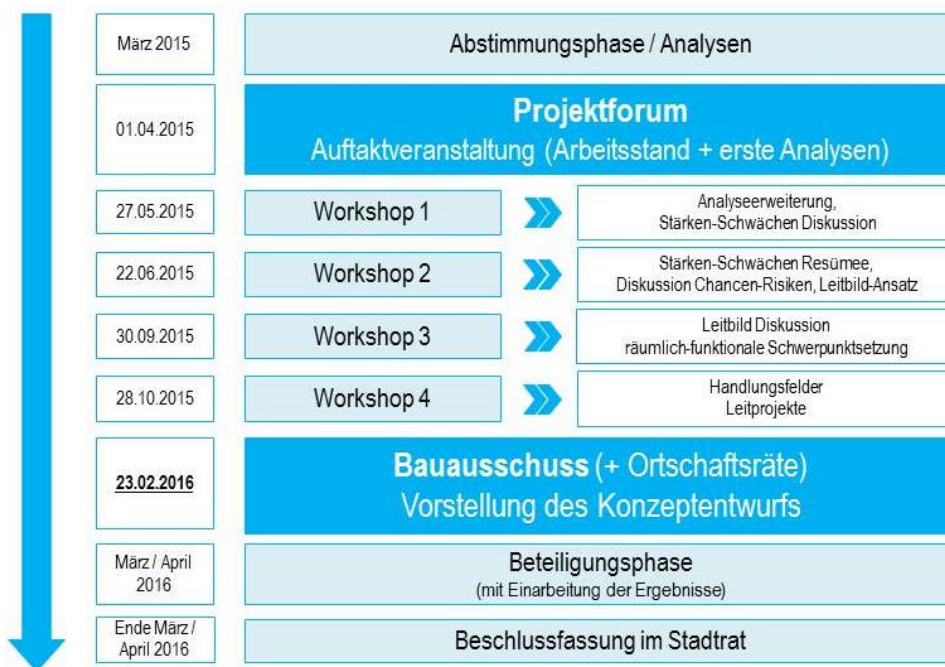 März 2015
Abstimmungsphase / Analysen
01.04.2015
Projektforum
Auftaktveranstaltung (Arbeitsstand + erste Analysen)
27.05.2015
Workshop 1
Analyseerweiterung,
Stärken-Schwächen Diskussion
22.06.2015
Workshop 2
Stärken-Schwächen Resümee,
Diskussion Chancen-Risiken, Leitbild-Ansatz
30.09.2015
Workshop 3
Leitbild Diskussion
räumlich-funktionale Schwerpunktsetzung
28.10.2015
Workshop 4
Handlungsfelder
Leitprojekte
23.02.2016
Bauausschuss (+ Ortschaftsräte)
Vorstellung des Konzeptentwurfs
März / April
2016
Beteiligungsphase
(mit Einarbeitung der Ergebnisse)
Ende März /
April 2016
Beschlussfassung im Stadtrat